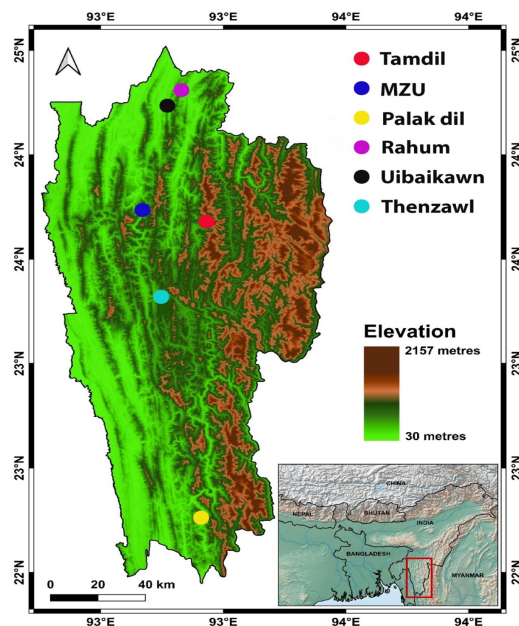 93°E 93°E 94°E 94°E
25°N 25°N
Tamdil
MZU
Palak dil
Rahum
Uibaikawn
Thenzawl
24°N 24°N
24°N 24°N
23°N 23°N
Elevation
2157 metres
30 metres
23°N 23°N
22°N 22°N
CHINA
NEPAL
BHUTAN
INDIA
BANGLADESH
MYANMAR
0 20 40 km
93°E 93°E 94°E 94°E